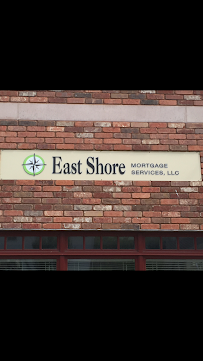 East Shore MORTGAGE
SERVICES, LLC